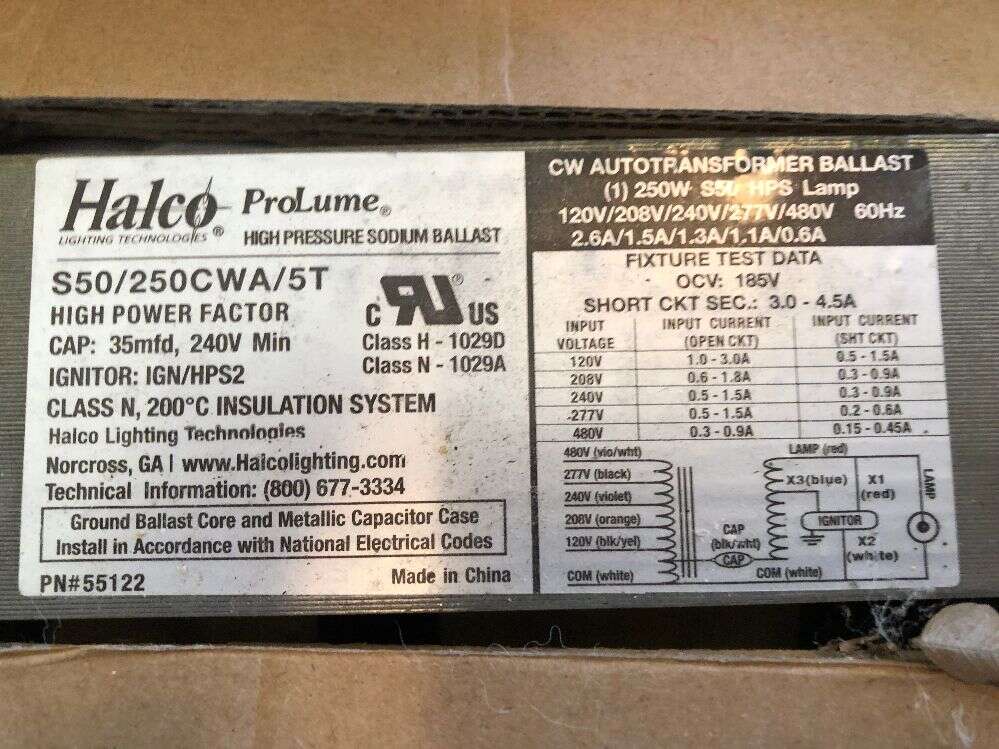 Halco® ProLume®
LIGHTING TECHNOLOGIES HIGH PRESSURE SODIUM BALLAST
S50/250CWA/5T
HIGH POWER FACTOR
CAP: 35mfd, 240V Min
IGNITOR: IGN/HPS2
C RU® US
Class H - 1029D
Class N - 1029A
CLASS N, 200°C INSULATION SYSTEM
Halco Lighting Technologies
Norcross, GA | www.Halcolighting.com
Technical Information: (800) 677-3334
Ground Ballast Core and Metallic Capacitor Case
Install in Accordance with National Electrical Codes
PN#55122 Made in China
CW AUTOTRANSFORMER BALLAST
(1) 250W S50 HPS Lamp
120V/208V/240V/277V/480V 60Hz
2.6A/1.5A/1.3A/1.1A/0.6A
FIXTURE TEST DATA
OCV: 185V
SHORT CKT SEC.: 3.0 - 4.5A
INPUT VOLTAGE INPUT CURRENT (OPEN CKT) INPUT CURRENT (SHT CKT)
120V 1.0 - 3.0A 0.5 - 1.5A
208V 0.6 - 1.8A 0.3 - 0.9A
240V 0.5 - 1.5A 0.3 - 0.9A
277V 0.5 - 1.5A 0.2 - 0.6A
480V 0.3 - 0.9A 0.15 - 0.45A
480V (vio/wht)
277V (black)
240V (violet)
208V (orange)
120V (blk/yel)
COM (white)
CAP
(blk/wht)
CAP
COM (white)
LAMP (red)
X3(blue)
X1
(red)
IGNITOR
X2
(white)
LAMP